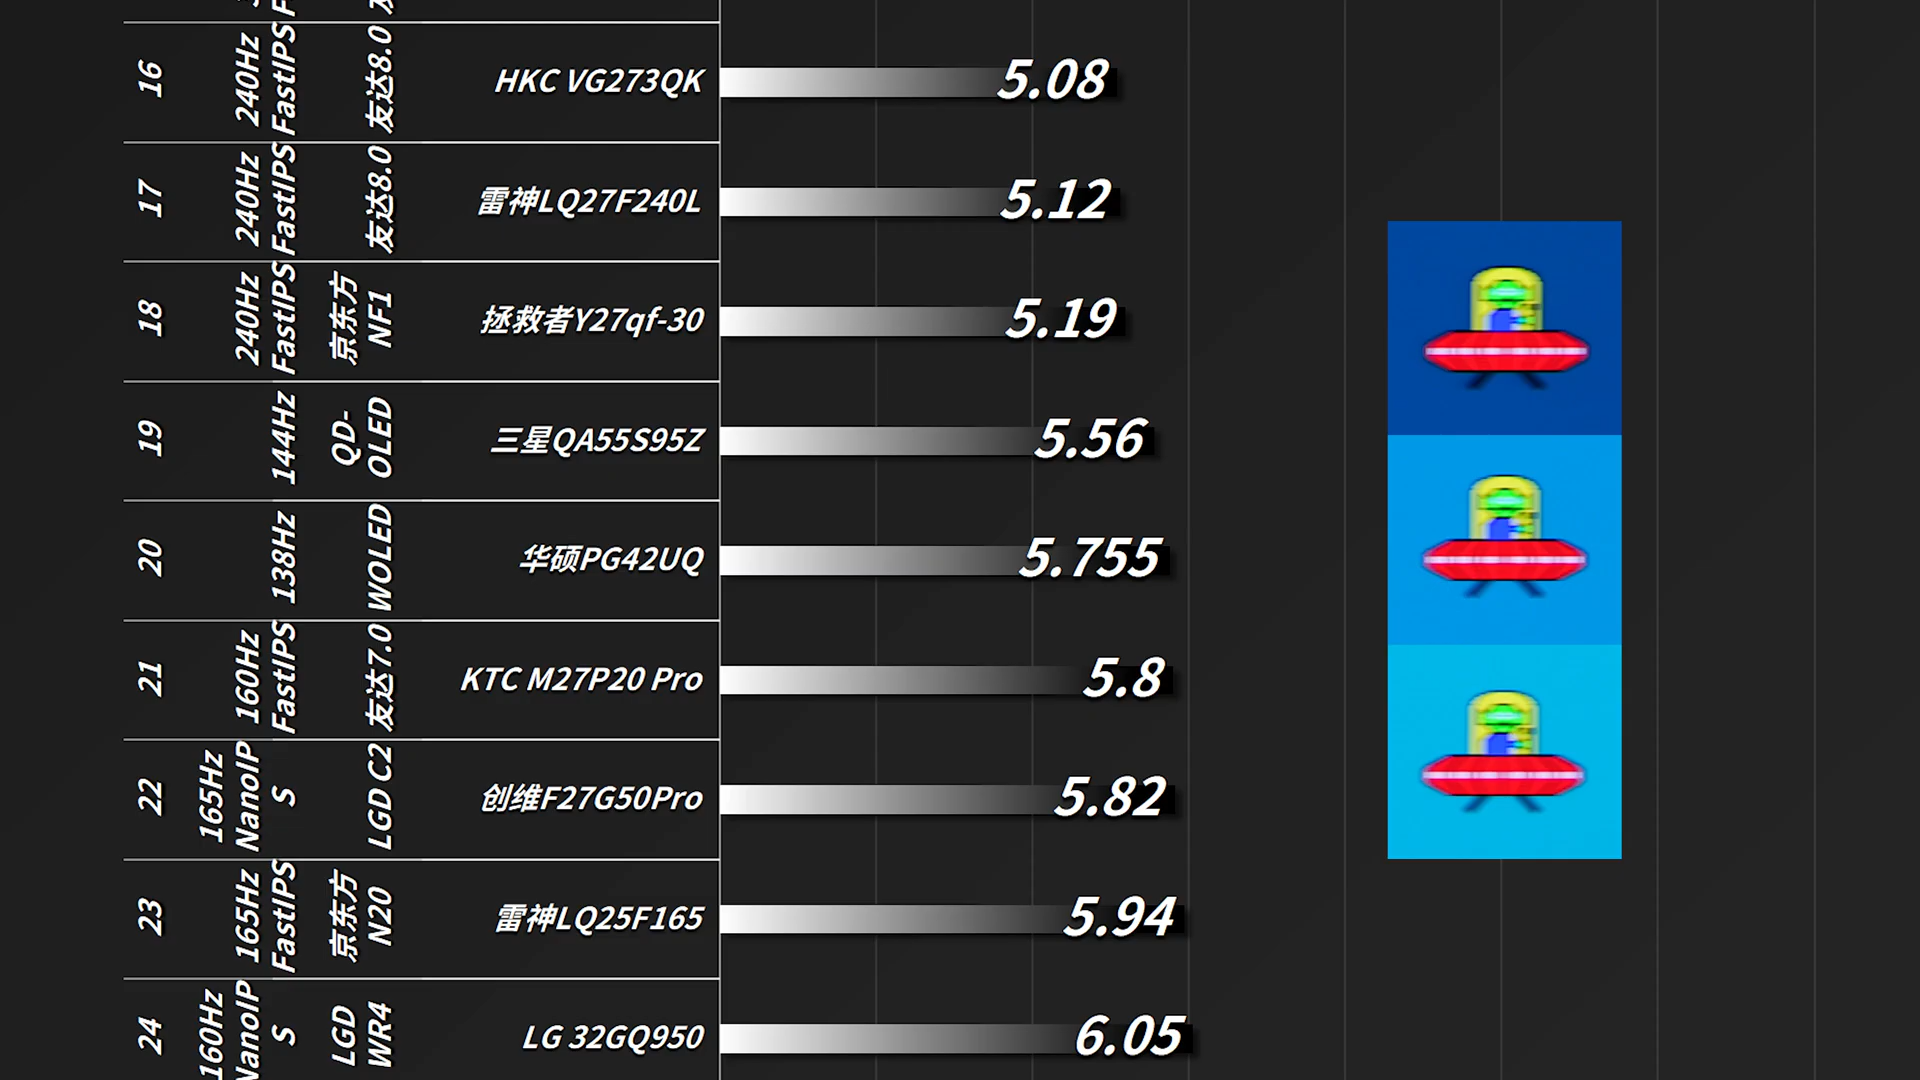 16 240Hz FastIPS 友达8.0 HKC VG273QK 5.08
17 240Hz FastIPS 友达8.0 雷神LQ27F240L 5.12
18 240Hz FastIPS 京东方 NF1 拯救者Y27qf-30 5.19
19 144Hz QD-OLED 三星QA55S95Z 5.56
20 138Hz WOLED 华硕PG42UQ 5.755
21 160Hz FastIPS 友达7.0 KTC M27P20 Pro 5.8
22 165Hz NanoIPS LGD C2 创维F27G50Pro 5.82
23 165Hz FastIPS 京东方 N20 雷神LQ25F165 5.94
24 160Hz NanoIPS LGD WR4 LG 32GQ950 6.05